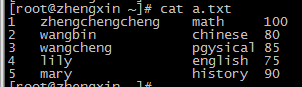 [root@zhengxin ~]# cat a.txt
1 zhengchengcheng math 100
2 wangbin chinese 80
3 wangcheng pgysical 85
4 lily english 75
5 mary history 90